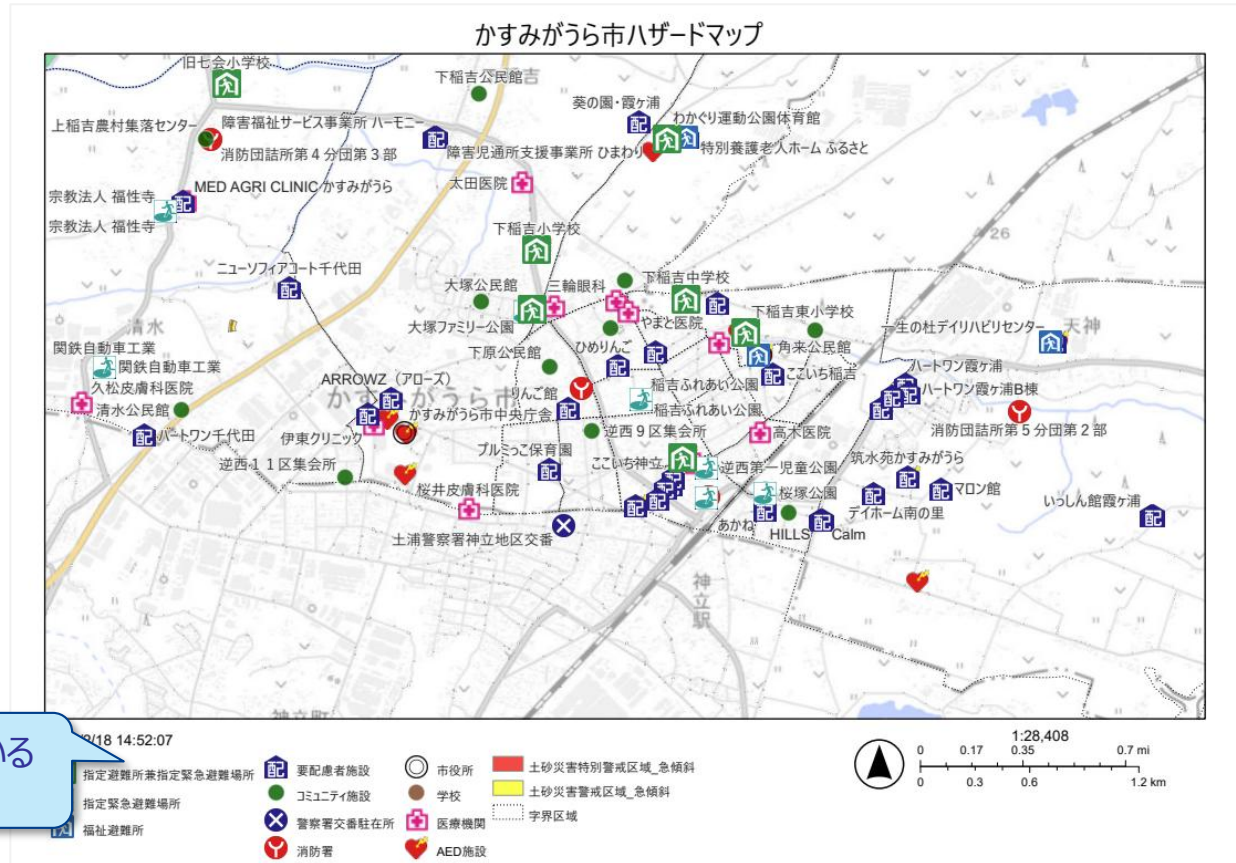 かすみがうら市ハザードマップ
旧七会小学校
下稲吉公民館
吉
葵の園・霞ヶ浦
わかぐり運動公園体育館
上稲吉農村集落センター
障害福祉サービス事業所 ハーモニー
消防団詰所第4分団第3部
障害児通所支援事業所 ひまわり
特別養護老人ホーム ふるさと
太田医院
宗教法人 福性寺
MED AGRI CLINIC かすみがうら
宗教法人 福性寺
下稲吉小学校
26
ニューソフィアコート千代田
大塚公民館
三輪眼科
下稲吉中学校
大塚ファミリー公園
やまと医院
下稲吉東小学校
一生の杜デイリハビリセンター
天神
清水
関鉄自動車工業
関鉄自動車工業
下原公民館
ひめりんご
角来公民館
ここいち稲吉
ハートワン霞ヶ浦
ハートワン霞ヶ浦B棟
久松皮膚科医院
清水公民館
ARROWZ（アローズ）
かすみがうら市
りんご館
稲吉ふれあい公園
稲吉ふれあい公園
かすみがうら市中央庁舎
消防団詰所第5分団第2部
ハートワン千代田
伊東クリニック
逆西9区集会所
高木医院
プルミっこ保育園
ここいち神立
逆西第一児童公園
筑水苑かすみがうら
逆西11区集会所
桜井皮膚科医院
桜塚公園
マロン館
デイホーム南の里
いっしん館霞ヶ浦
土浦警察署神立地区交番
あかね
HILLS
Calm
神立駅
神立町
/18 14:52:07
いる
指定避難所兼指定緊急避難場所
指定緊急避難場所
福祉避難所
要配慮者施設
コミュニティ施設
警察署交番駐在所
消防署
市役所
学校
医療機関
AED施設
土砂災害特別警戒区域_急傾斜
土砂災害警戒区域_急傾斜
字界区域
1:28,408
0 0.17 0.35 0.7 mi
0 0.3 0.6 1.2 km